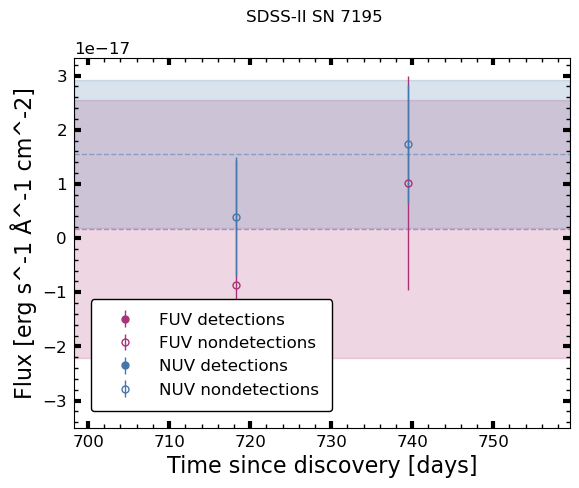 SDSS-II SN 7195
1e−17
3
2
1
0
−1
−2
−3
Flux [erg s^-1 Å^-1 cm^-2]
FUV detections
FUV nondetections
NUV detections
NUV nondetections
700 710 720 730 740 750
Time since discovery [days]